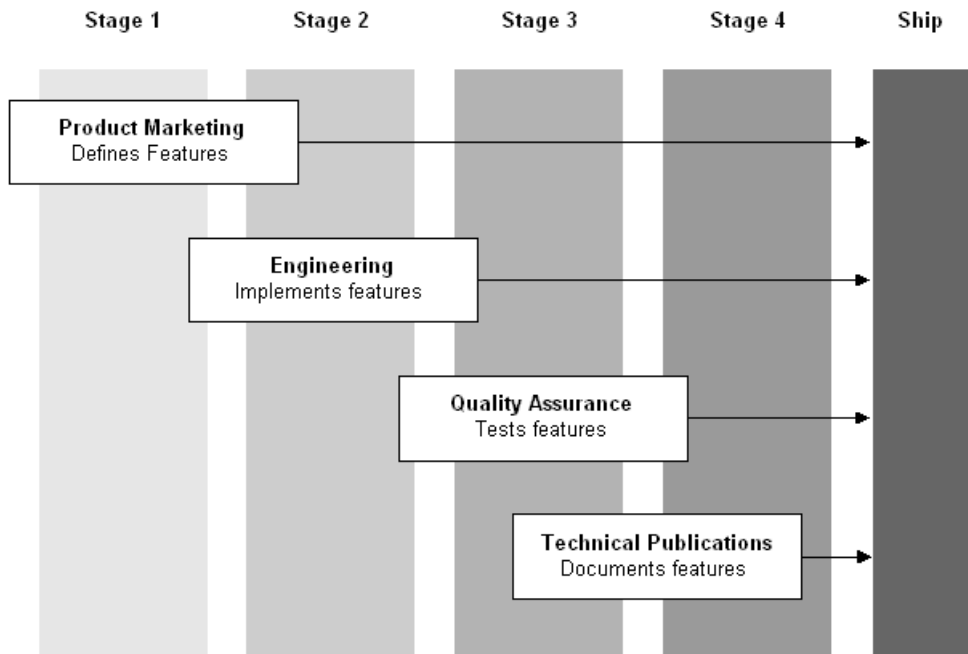 Stage 1
Stage 2
Stage 3
Stage 4
Ship
Product Marketing
Defines Features
Engineering
Implements features
Quality Assurance
Tests features
Technical Publications
Documents features